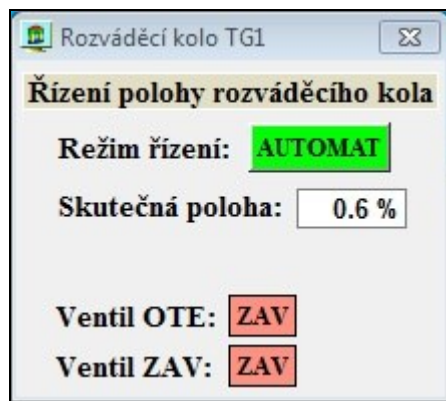 Rozváděcí kolo TG1
Řízení polohy rozváděcího kola
Režim řízení: AUTOMAT
Skutečná poloha: 0.6 %
Ventil OTE: ZAV
Ventil ZAV: ZAV